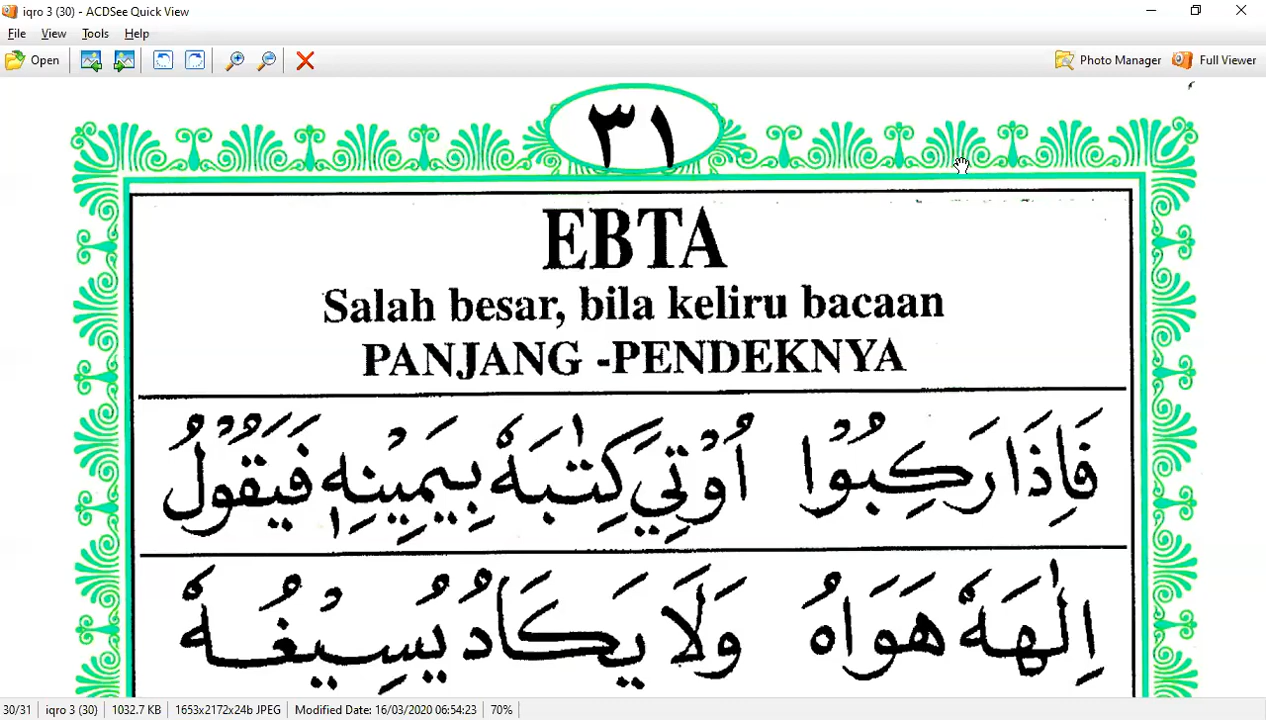 iqro 3 (30) - ACDSee Quick View
File View Tools Help
Open Photo Manager Full Viewer
٣١
EBTA
Salah besar, bila keliru bacaan
PANJANG -PENDEKNYA
فَاِذَا رَكِبُوْا اُوْتِيَ كِتٰبَهٗ بِيَمِيْنِهٖ فَيَقُوْلُ
اِلٰهَهٗ هَوَاهُ وَلَا يَكَادُ يُسِيْغُهٗ
30/31 iqro 3 (30) 1032.7 KB 1653x2172x24b JPEG Modified Date: 16/03/2020 06:54:23 70%